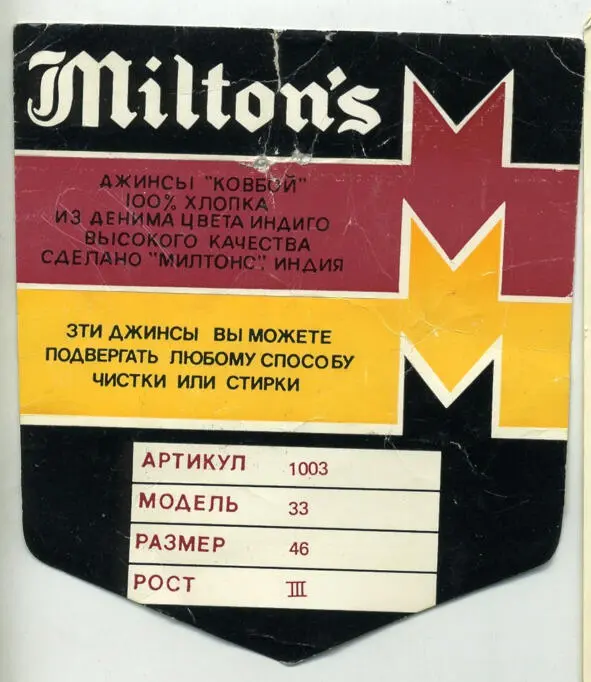 Milton's
ДЖИНСЫ "КОВБОЙ"
100% ХЛОПКА
ИЗ ДЕНИМА ЦВЕТА ИНДИГО
ВЫСОКОГО КАЧЕСТВА
СДЕЛАНО "МИЛТОНС", ИНДИЯ
ЗТИ ДЖИНСЫ ВЫ МОЖЕТЕ
ПОДВЕРГАТЬ ЛЮБОМУ СПОСОБУ
ЧИСТКИ ИЛИ СТИРКИ
АРТИКУЛ 1003
МОДЕЛЬ 33
РАЗМЕР 46
РОСТ III